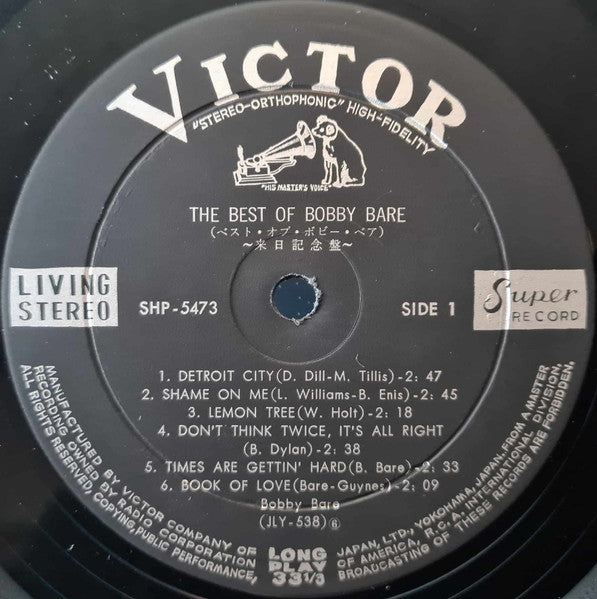 VICTOR
"STEREO-ORTHOPHONIC" HIGH-FIDELITY
"HIS MASTER'S VOICE"
THE BEST OF BOBBY BARE
(ベスト・オブ・ボビー・ベア)
〜来日記念盤〜
LIVING
STEREO
SHP-5473
SIDE 1
Super
RECORD
1. DETROIT CITY(D. Dill-M. Tillis)-2: 47
2. SHAME ON ME(L. Williams-B. Enis)-2: 45
3. LEMON TREE(W. Holt)-2: 18
4. DON'T THINK TWICE, IT'S ALL RIGHT
(B. Dylan)-2: 38
5. TIMES ARE GETTIN' HARD(B. Bare)-2: 33
6. BOOK OF LOVE(Bare-Guynes)-2: 09
Bobby Bare
(JLY-538)⑥
LONG
PLAY
33 1/3
MANUFACTURED BY VICTOR COMPANY OF JAPAN, LTD., YOKOHAMA, JAPAN, FROM A MASTER
RECORDING OWNED BY RADIO CORPORATION OF AMERICA, R.C.A. INTERNATIONAL DIVISION.
ALL RIGHTS RESERVED, COPYING, PUBLIC PERFORMANCE, BROADCASTING OF THESE RECORDS ARE FORBIDDEN.